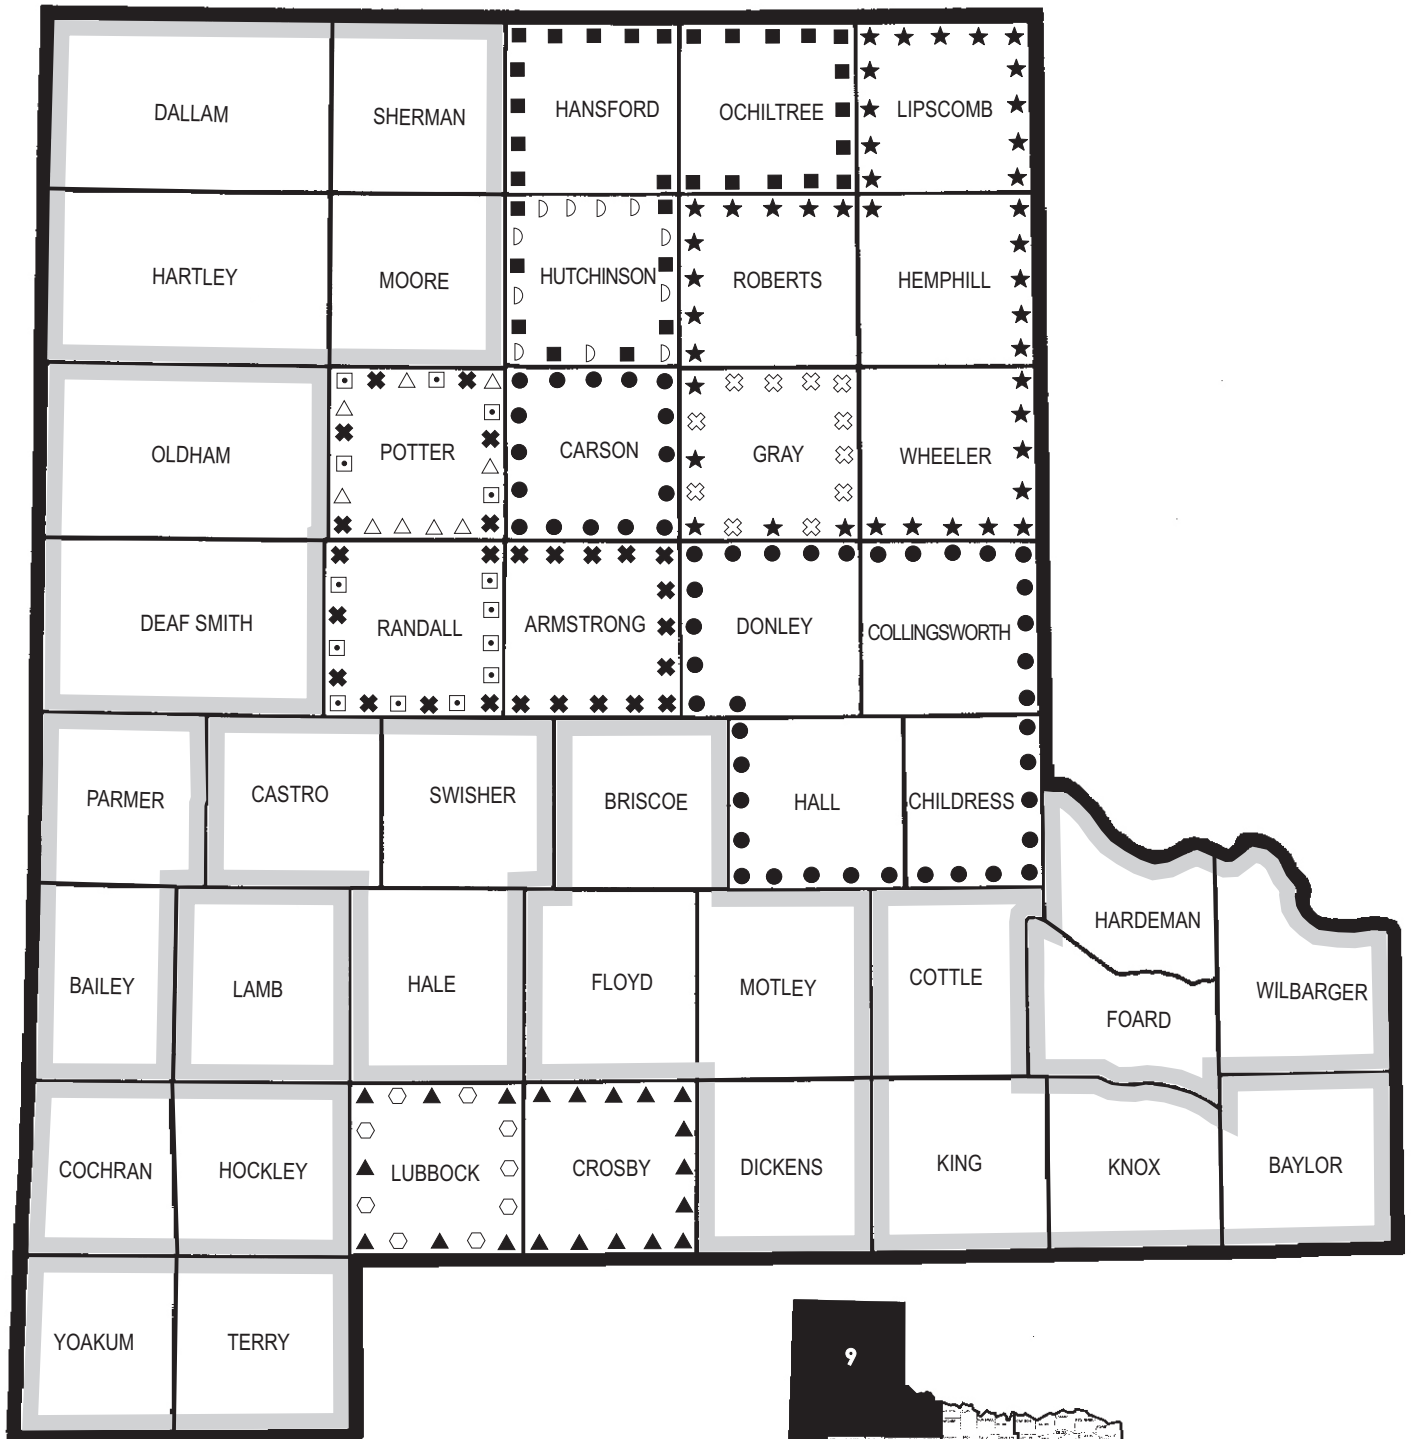 DALLAM SHERMAN HANSFORD OCHILTREE LIPSCOMB
HARTLEY MOORE HUTCHINSON ROBERTS HEMPHILL
OLDHAM POTTER CARSON GRAY WHEELER
DEAF SMITH RANDALL ARMSTRONG DONLEY COLLINGSWORTH
PARMER CASTRO SWISHER BRISCOE HALL CHILDRESS
HARDEMAN
BAILEY LAMB HALE FLOYD MOTLEY COTTLE WILBARGER
FOARD
COCHRAN HOCKLEY LUBBOCK CROSBY DICKENS KING KNOX BAYLOR
YOAKUM TERRY
9